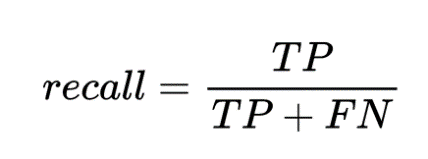 recall = TP / (TP + FN)